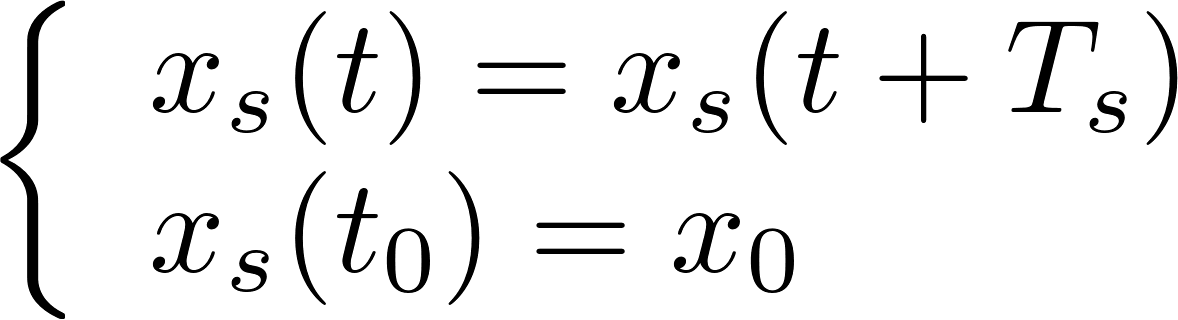 x_s(t) = x_s(t + T_s)
x_s(t_0) = x_0